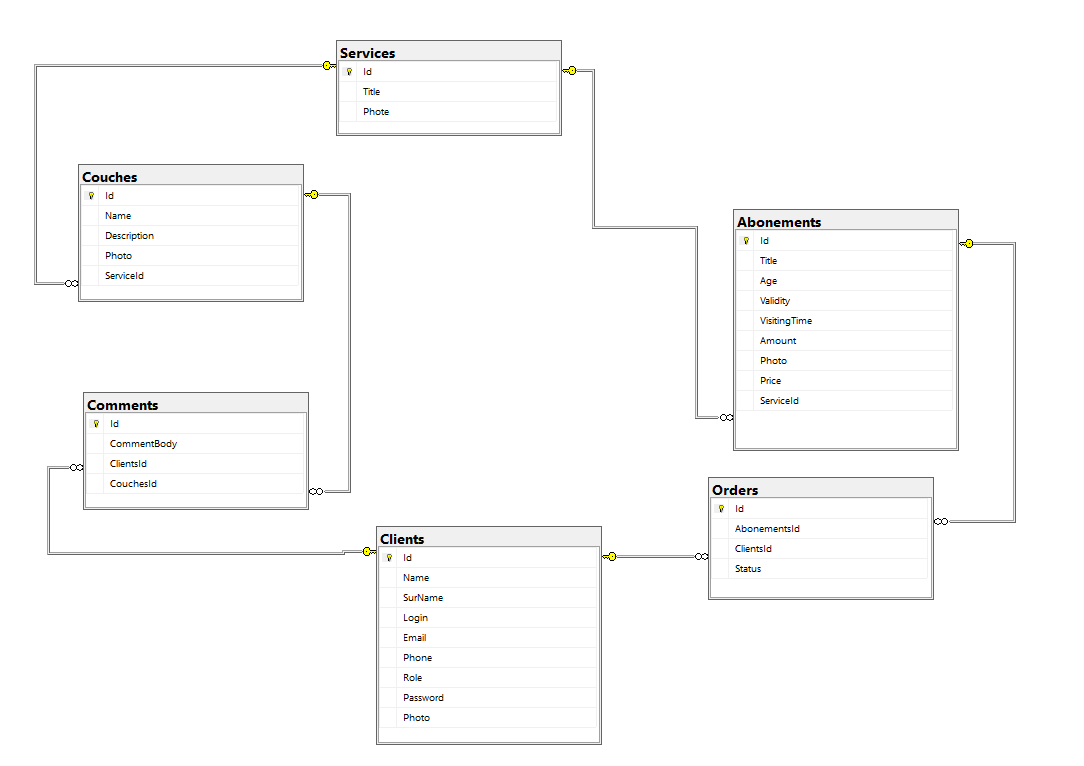 Services
Id
Title
Phote
Couches
Id
Name
Description
Photo
ServiceId
Abonements
Id
Title
Age
Validity
VisitingTime
Amount
Photo
Price
ServiceId
Comments
Id
CommentBody
ClientsId
CouchesId
Orders
Id
AbonementsId
ClientsId
Status
Clients
Id
Name
SurName
Login
Email
Phone
Role
Password
Photo